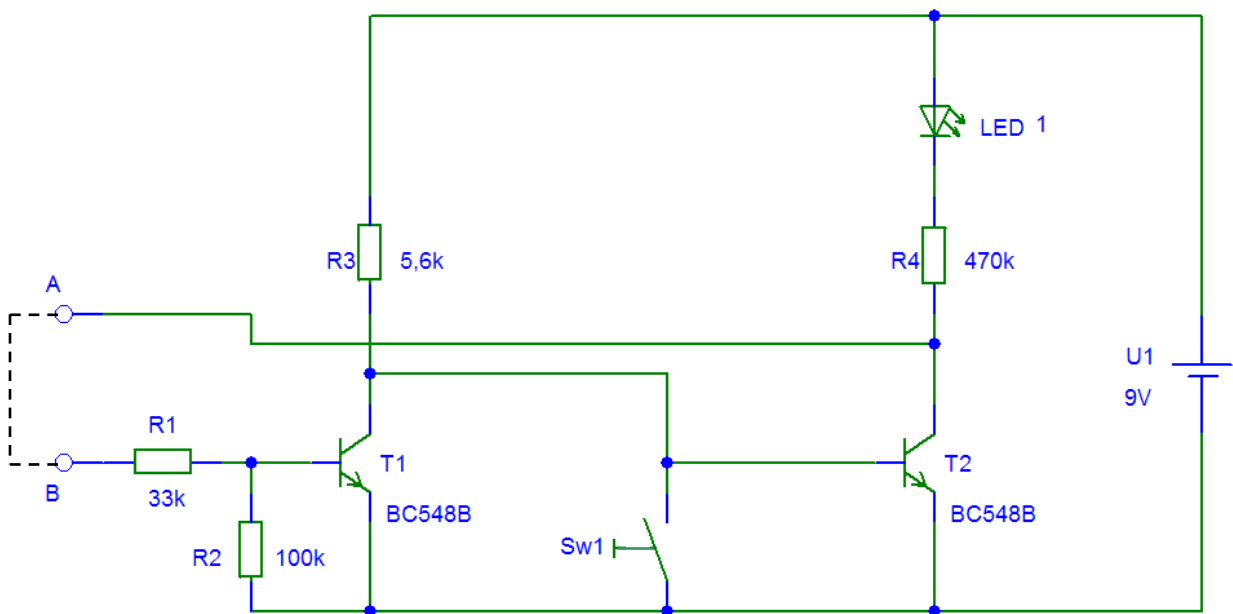 LED 1
R3 5,6k
R4 470k
A
U1
9V
R1
T1
T2
B
33k
BC548B
BC548B
Sw1
R2 100k